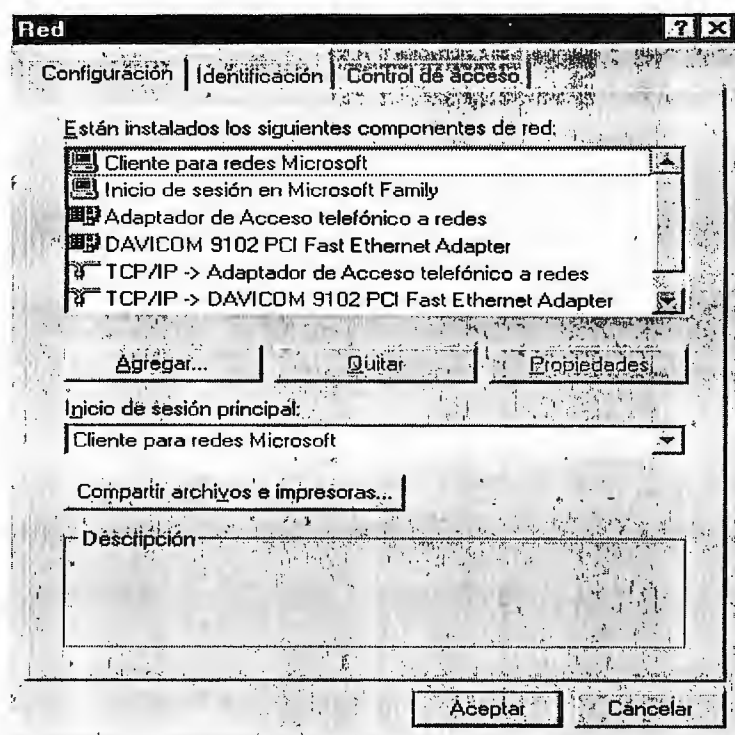 Red
Configuración Identificación Control de acceso
Están instalados los siguientes componentes de red:
Cliente para redes Microsoft
Inicio de sesión en Microsoft Family
Adaptador de Acceso telefónico a redes
DAVICOM 9102 PCI Fast Ethernet Adapter
TCP/IP -> Adaptador de Acceso telefónico a redes
TCP/IP -> DAVICOM 9102 PCI Fast Ethernet Adapter
Agregar... Quitar Propiedades
Inicio de sesión principal:
Cliente para redes Microsoft
Compartir archivos e impresoras...
Descripción
Aceptar Cancelar